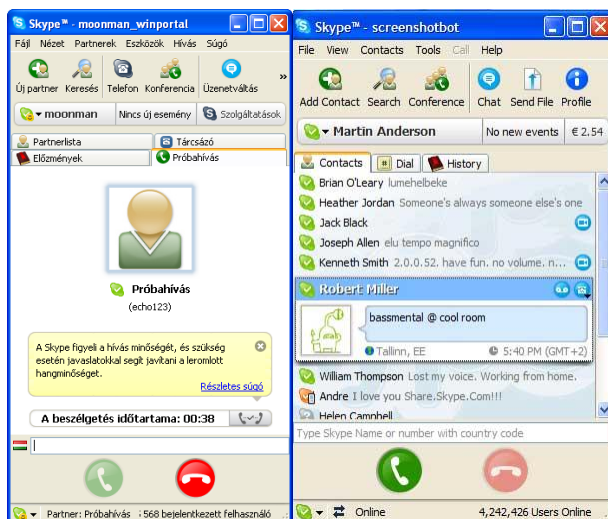 Skype™ - moonman_winportal
Fájl Nézet Partnerek Eszközök Hívás Súgó
Új partner Keresés Telefon Konferencia Üzenetváltás »
moonman Nincs új esemény Szolgáltatások
Partnerlista Tárcsázó
Előzmények Próbahívás
Próbahívás
(echo123)
A Skype figyeli a hívás minőségét, és szükség
esetén javaslatokkal segít javítani a leromlott
hangminőséget.
Részletes súgó
A beszélgetés időtartama: 00:38
Partner: Próbahívás 568 bejelentkezett felhasználó
Skype™ - screenshotbot
File View Contacts Tools Call Help
Add Contact Search Conference Chat Send File Profile
Martin Anderson No new events € 2.54
Contacts # Dial History
Brian O'Leary lumehelbeke
Heather Jordan Someone's always someone else's one
Jack Black
Joseph Allen elu tempo magnifico
Kenneth Smith 2.0.0.52. have fun. no volume. n...
Robert Miller
bassmental @ cool room
Tallinn, EE 5:40 PM (GMT+2)
William Thompson Lost my voice. Working from home.
Andre I love you Share.Skype.Com!!!
Helen Campbell
Type Skype Name or number with country code
Online 4,242,426 Users Online